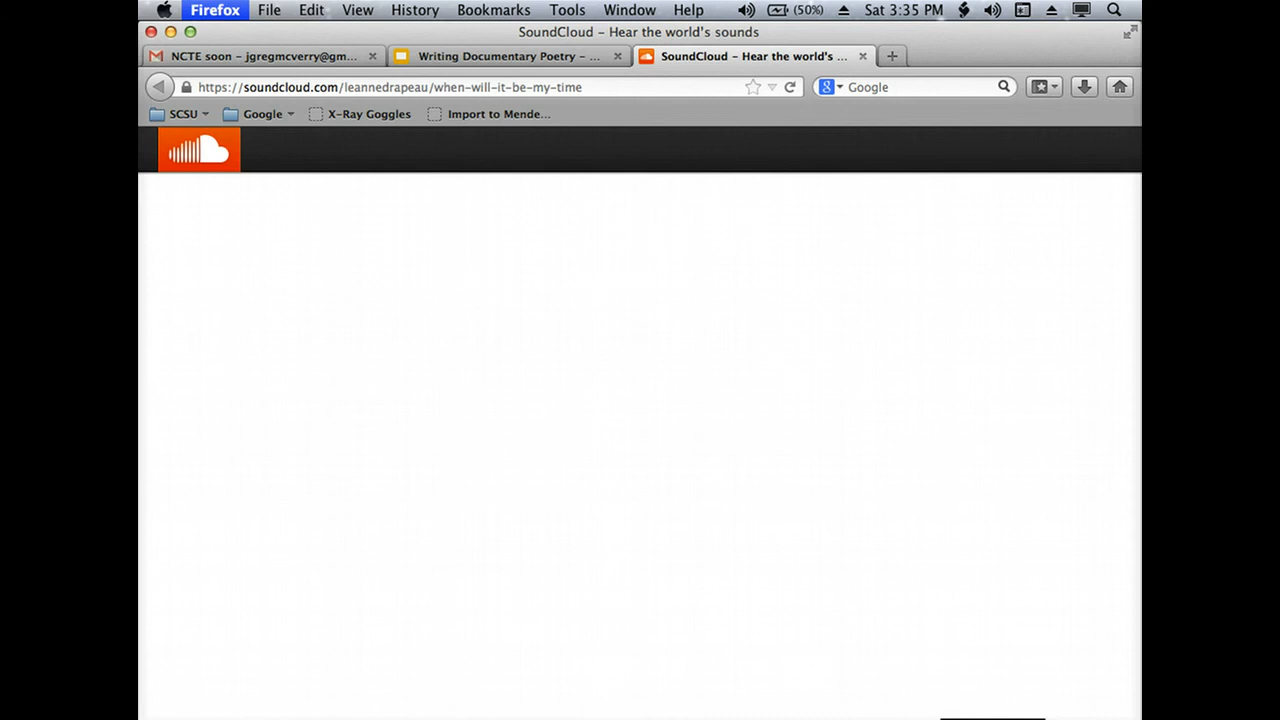 Firefox File Edit View History Bookmarks Tools Window Help (50%) Sat 3:35 PM
SoundCloud - Hear the world's sounds
NCTE soon - jgregmcverry@gm... Writing Documentary Poetry - ... SoundCloud - Hear the world's ...
https://soundcloud.com/leannedrapeau/when-will-it-be-my-time Google
SCSU Google X-Ray Goggles Import to Mende...